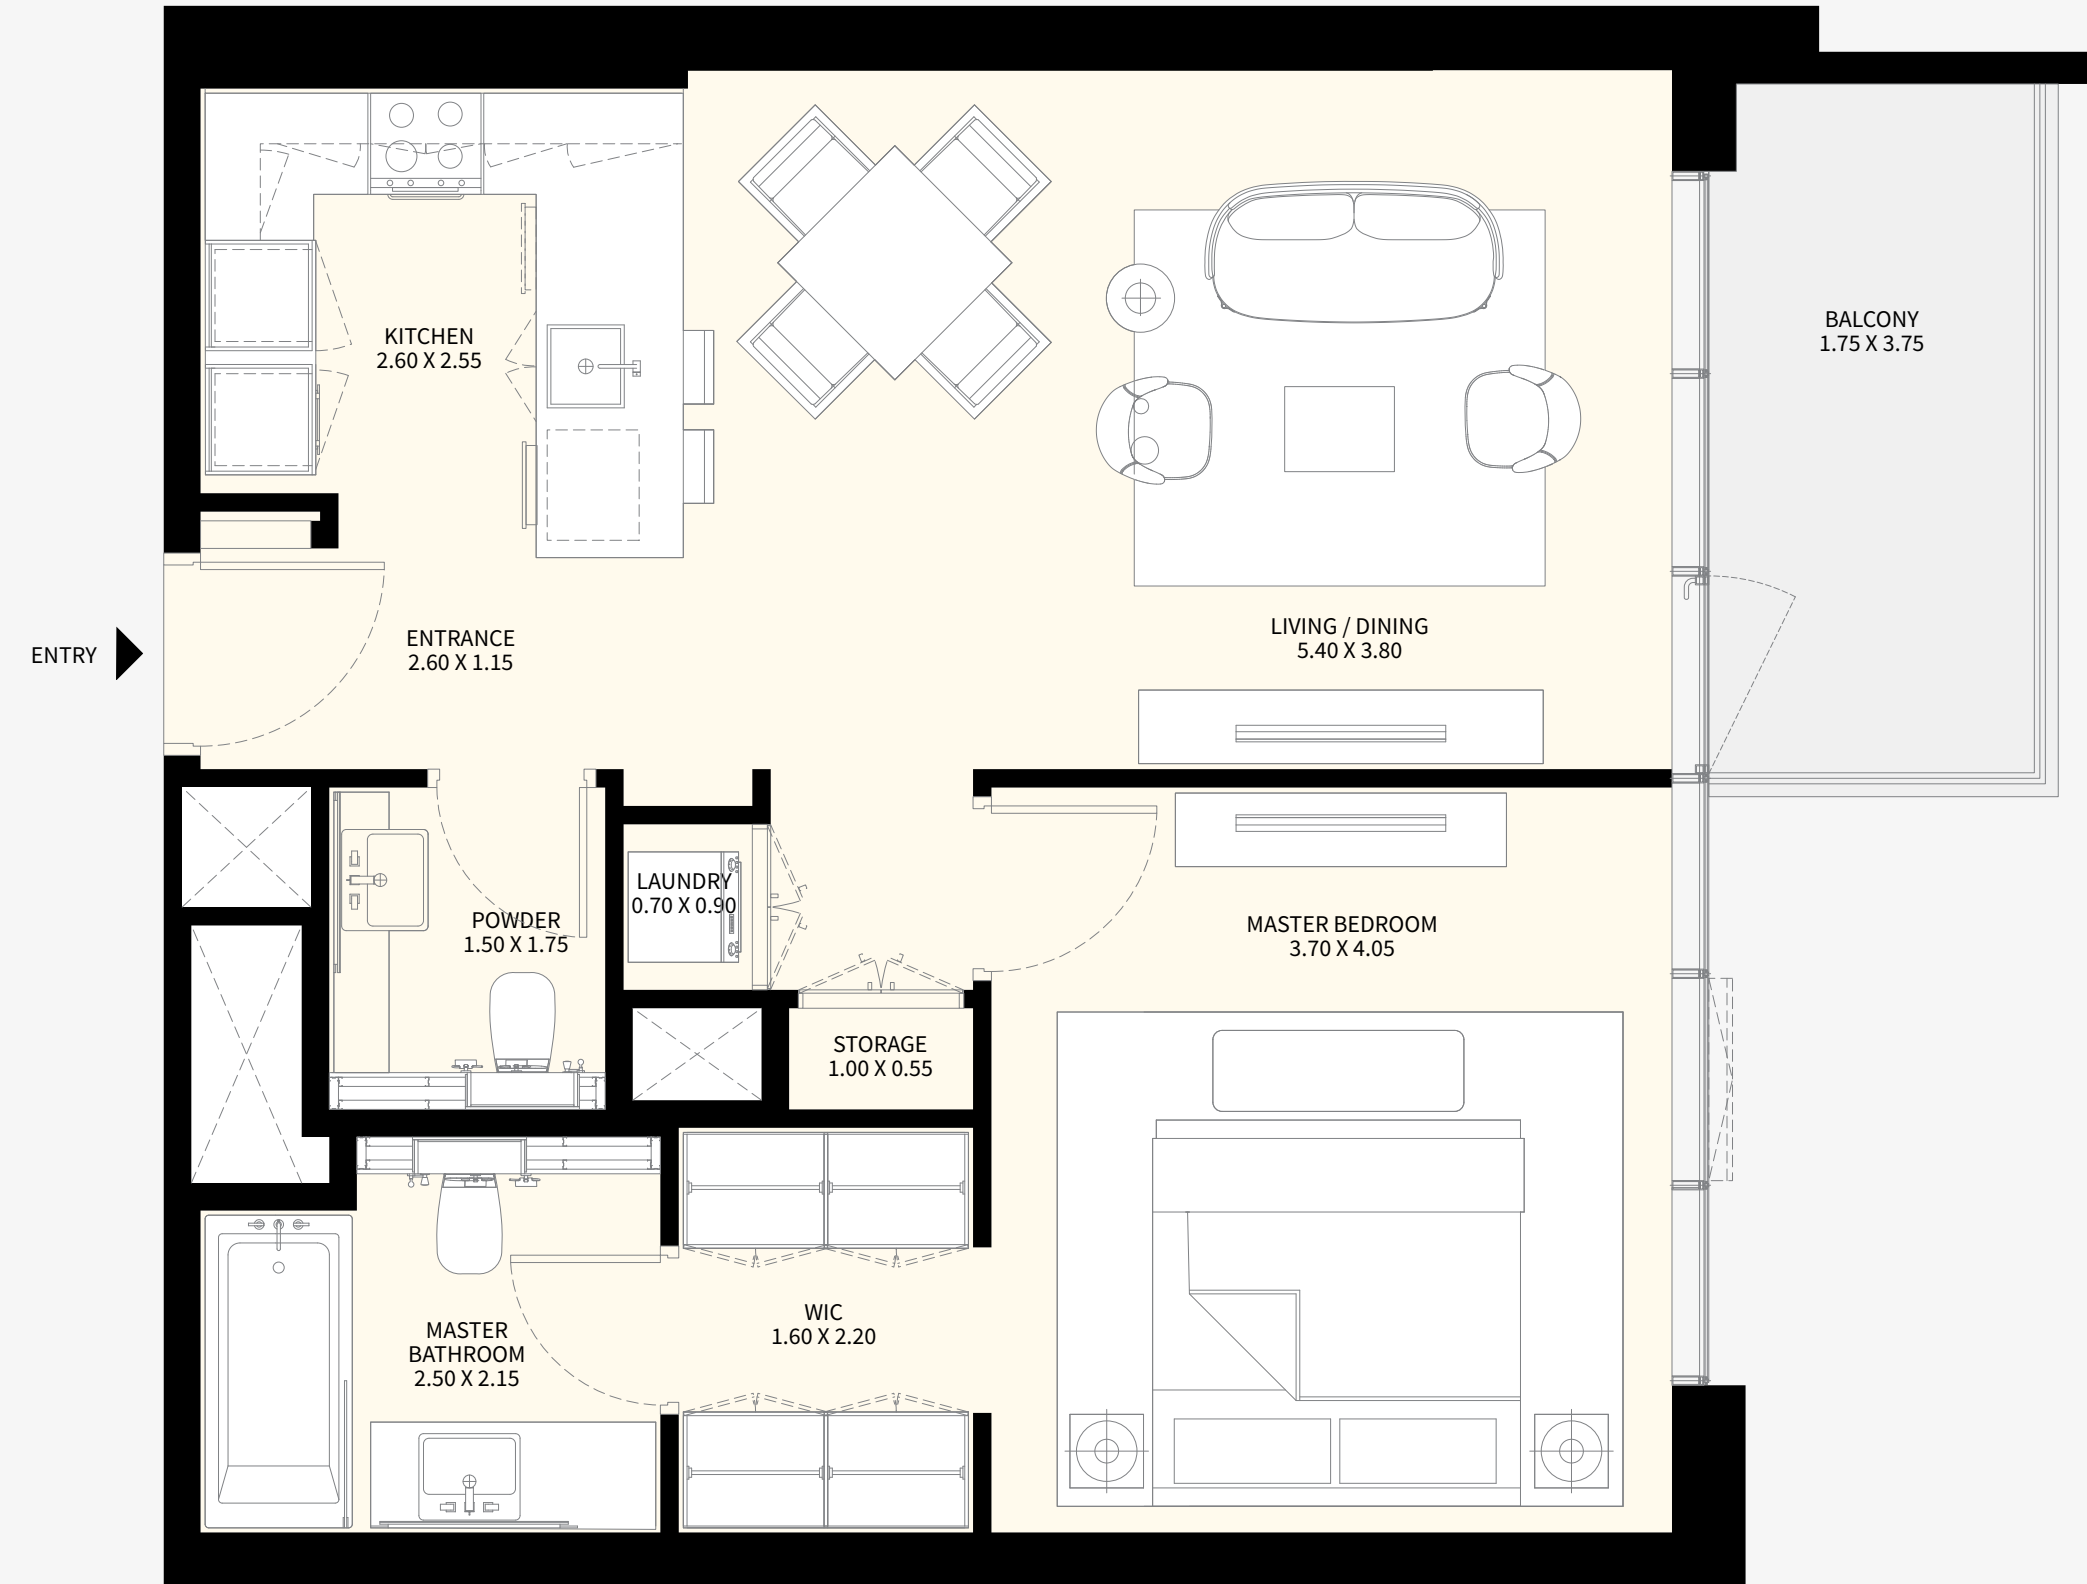 KITCHEN
2.60 X 2.55
BALCONY
1.75 X 3.75
ENTRY
ENTRANCE
2.60 X 1.15
LIVING / DINING
5.40 X 3.80
LAUNDRY
0.70 X 0.90
POWDER
1.50 X 1.75
MASTER BEDROOM
3.70 X 4.05
STORAGE
1.00 X 0.55
WIC
1.60 X 2.20
MASTER
BATHROOM
2.50 X 2.15